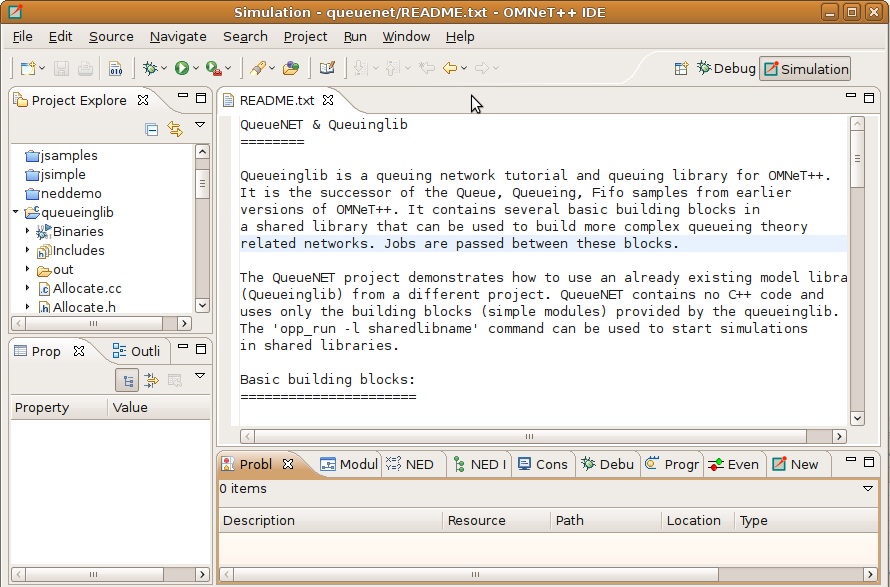 Simulation - queuenet/README.txt - OMNeT++ IDE
File Edit Source Navigate Search Project Run Window Help
010
Debug Simulation
Project Explore
README.txt
jsamples
jsimple
neddemo
queueinglib
Binaries
Includes
out
Allocate.cc
Allocate.h
QueueNET & Queuinglib
========
Queueinglib is a queuing network tutorial and queuing library for OMNeT++.
It is the successor of the Queue, Queueing, Fifo samples from earlier
versions of OMNeT++. It contains several basic building blocks in
a shared library that can be used to build more complex queueing theory
related networks. Jobs are passed between these blocks.
The QueueNET project demonstrates how to use an already existing model libra
(Queueinglib) from a different project. QueueNET contains no C++ code and
uses only the building blocks (simple modules) provided by the queueinglib.
The 'opp_run -l sharedlibname' command can be used to start simulations
in shared libraries.
Basic building blocks:
======================
Prop Outli
Property Value
Probl Modul NED NED I Cons Debu Progr Even New
0 items
Description Resource Path Location Type